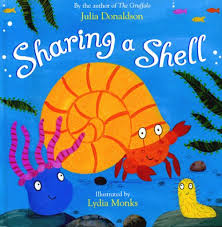 By the author of The Gruffalo
Julia Donaldson
Sharing a Shell
Illustrated by
Lydia Monks